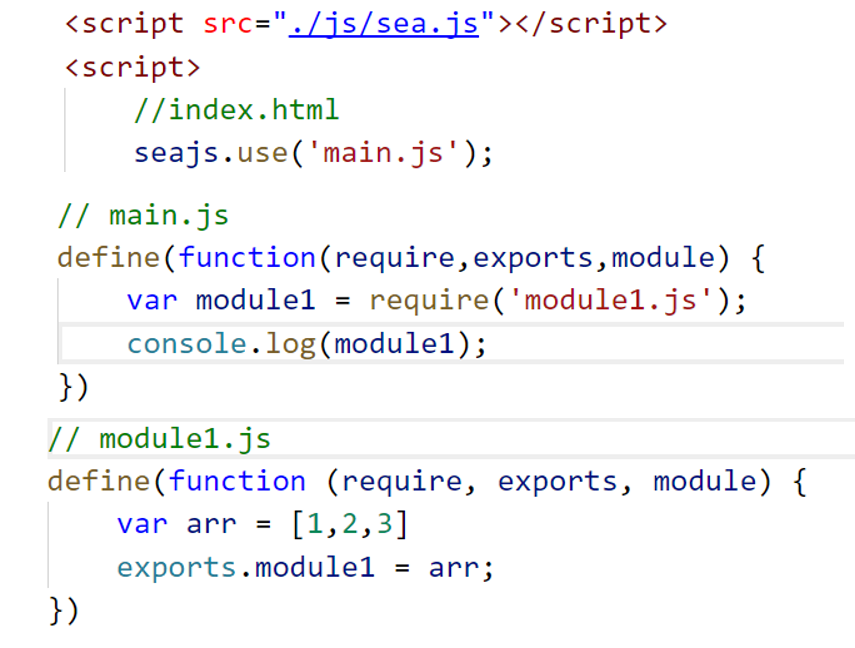 <script src="./js/sea.js"></script>
<script>
//index.html
seajs.use('main.js');
// main.js
define(function(require,exports,module) {
var module1 = require('module1.js');
console.log(module1);
})
// module1.js
define(function (require, exports, module) {
var arr = [1,2,3]
exports.module1 = arr;
})